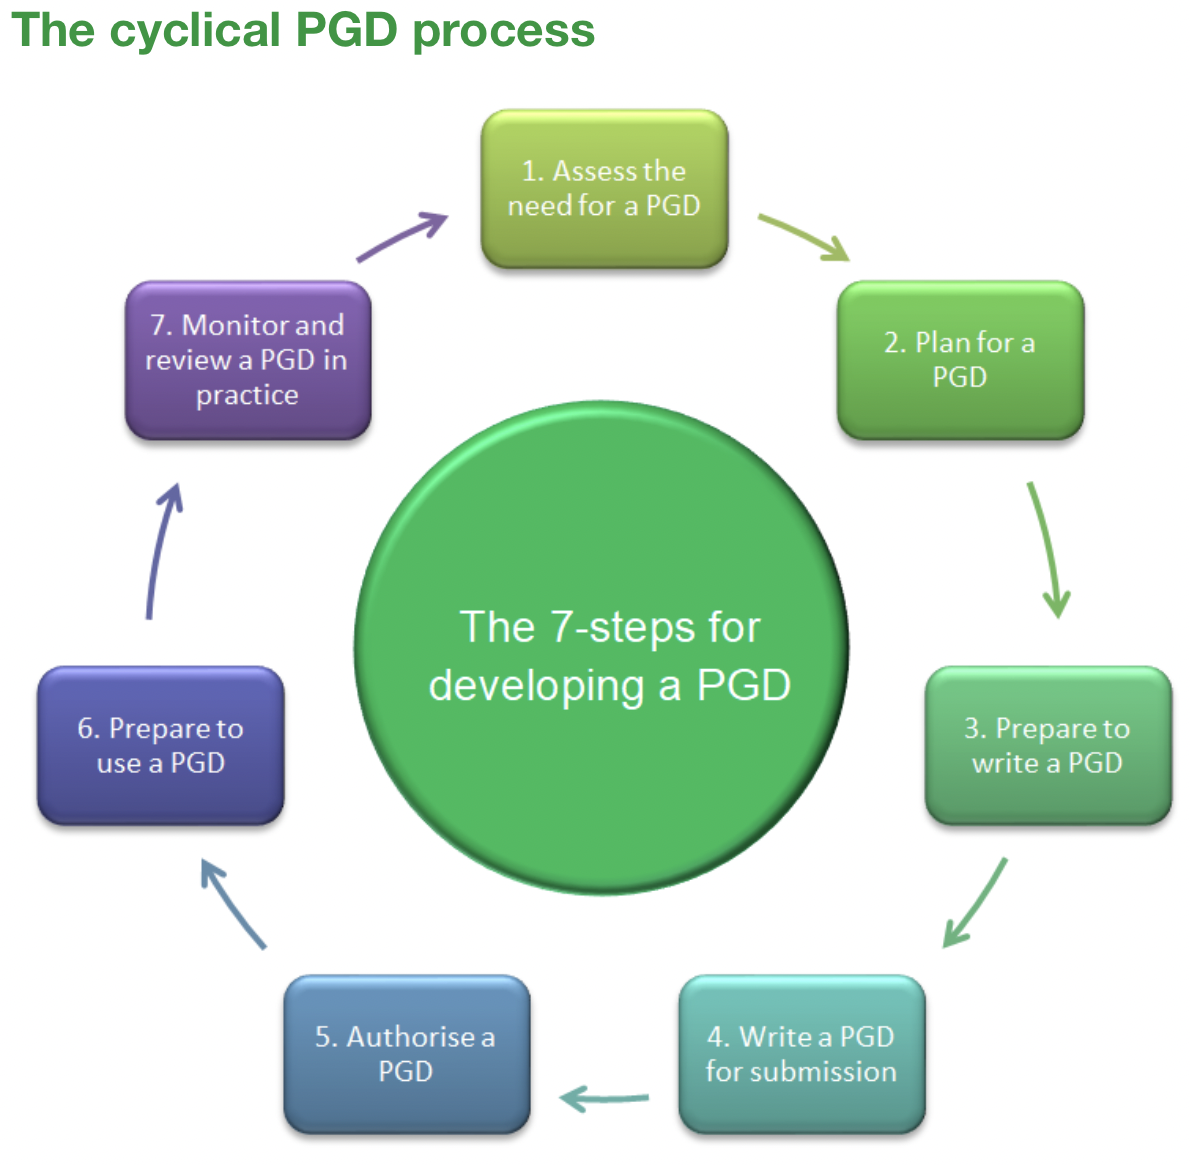 The cyclical PGD process
1. Assess the
need for a PGD
2. Plan for a
PGD
3. Prepare to
write a PGD
4. Write a PGD
for submission
5. Authorise a
PGD
6. Prepare to
use a PGD
7. Monitor and
review a PGD in
practice
The 7-steps for
developing a PGD